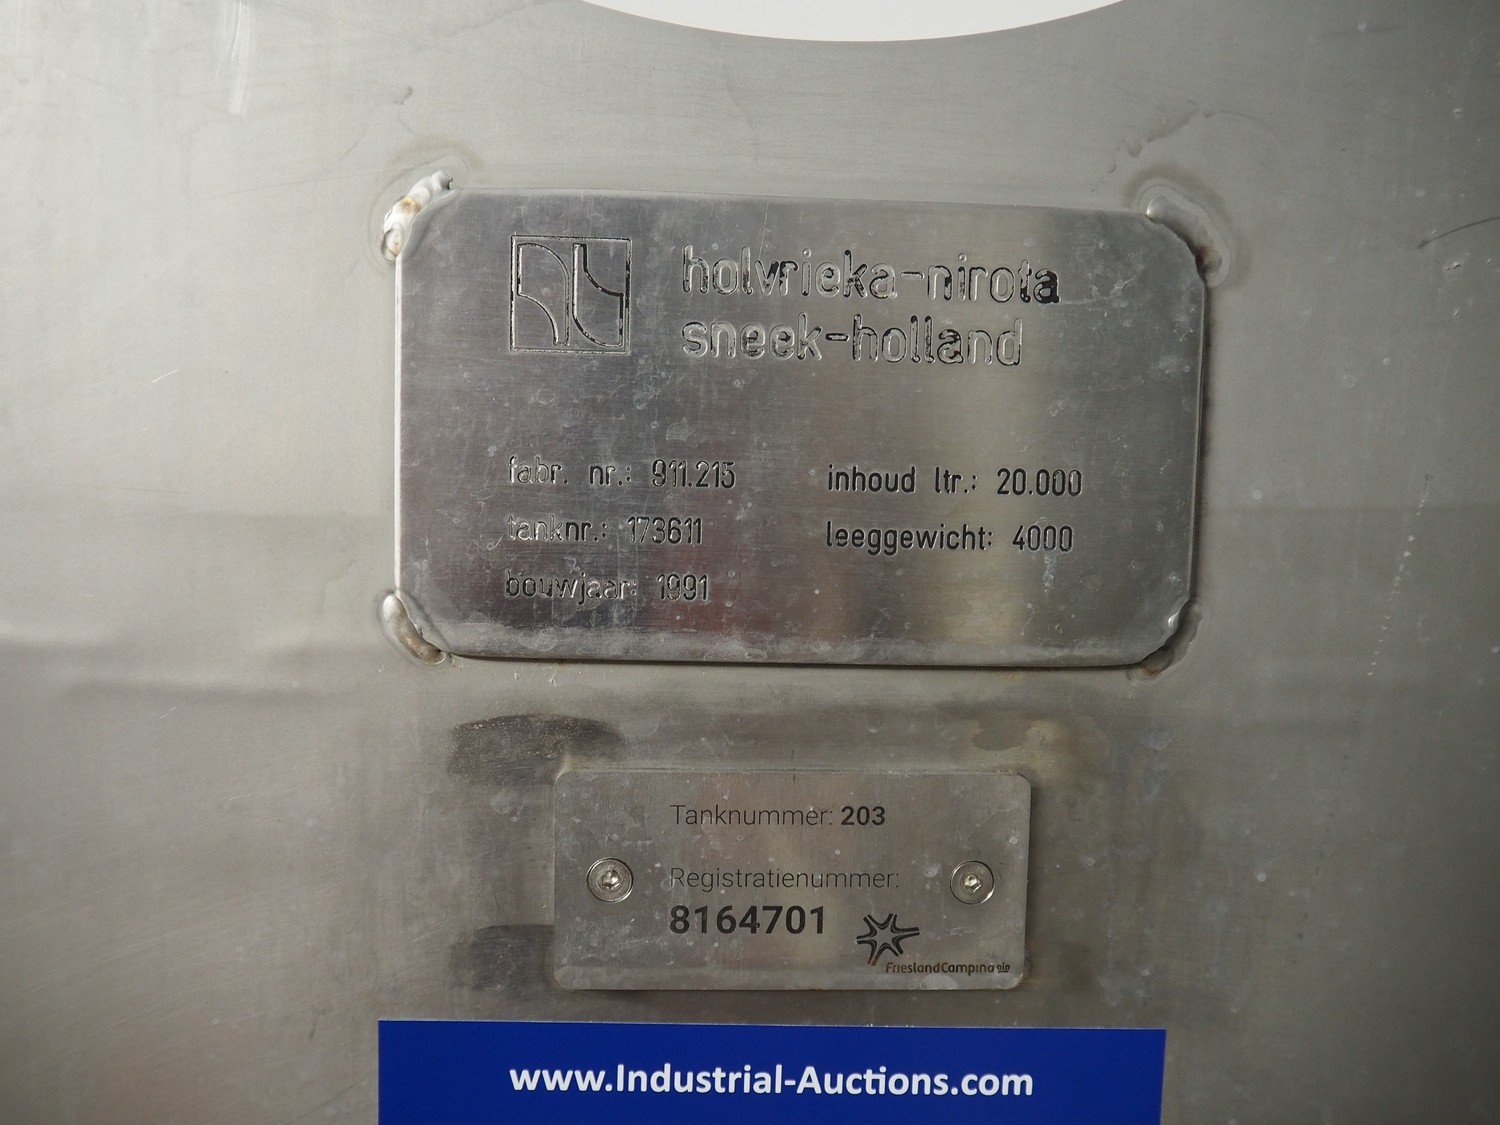 holvrieka-nirota
sneek-holland
fabr. nr.: 911.215
inhoud ltr.: 20.000
tanknr.: 173611
leeggewicht: 4000
bouwjaar: 1991
Tanknummer: 203
Registratienummer:
8164701
FrieslandCampina
www.Industrial-Auctions.com